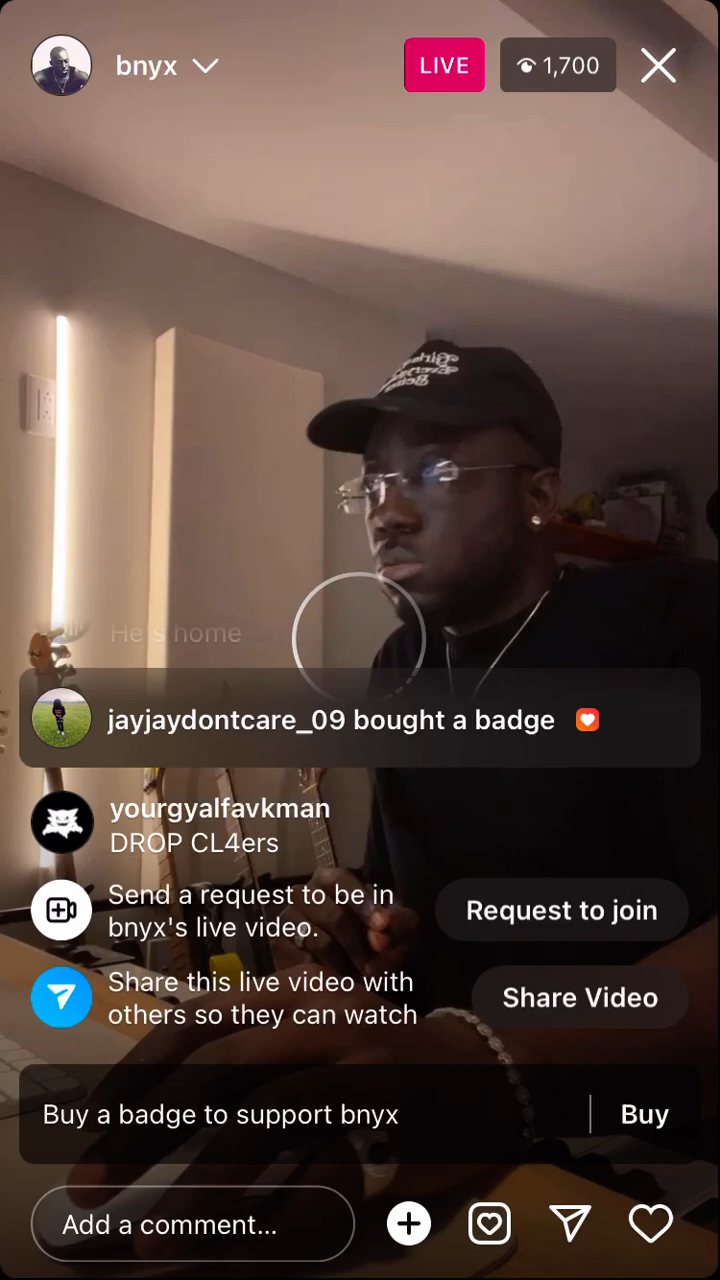 bnyx
LIVE
1,700
He's home
jayjaydontcare_09 bought a badge
yourgyalfavkman
DROP CL4ers
Send a request to be in
bnyx's live video.
Request to join
Share this live video with
others so they can watch
Share Video
Buy a badge to support bnyx
Buy
Add a comment...